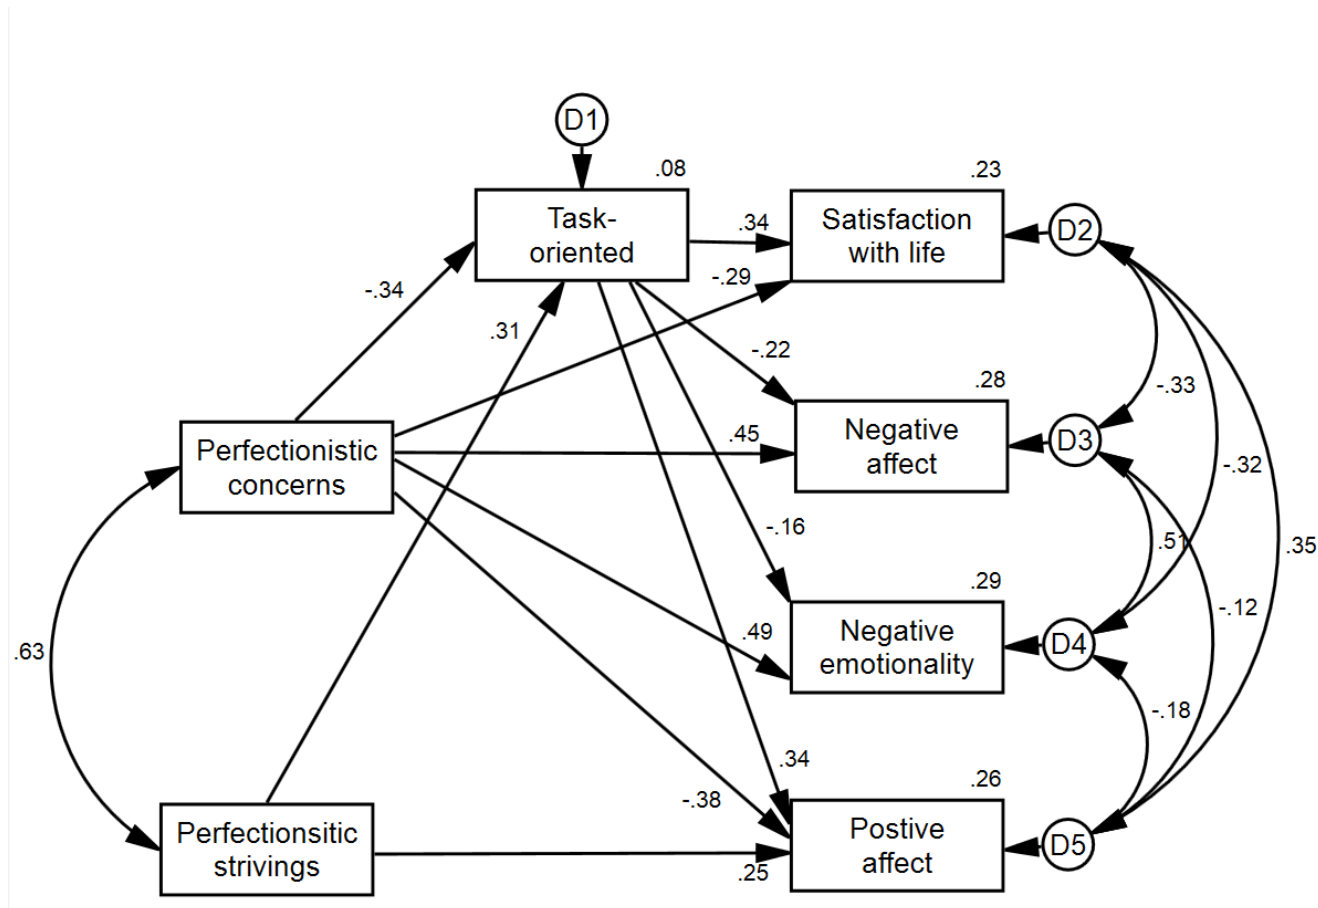 D1
.08
.23
Task-
oriented
.34
Satisfaction
with life
D2
-.29
-.34
.31
-.22
.28
-.33
Perfectionistic
concerns
.45
Negative
affect
D3
-.32
-.16
.51
.35
.29
-.12
.63
.49
Negative
emotionality
D4
-.18
.34
.26
-.38
Perfectionsitic
strivings
.25
Postive
affect
D5